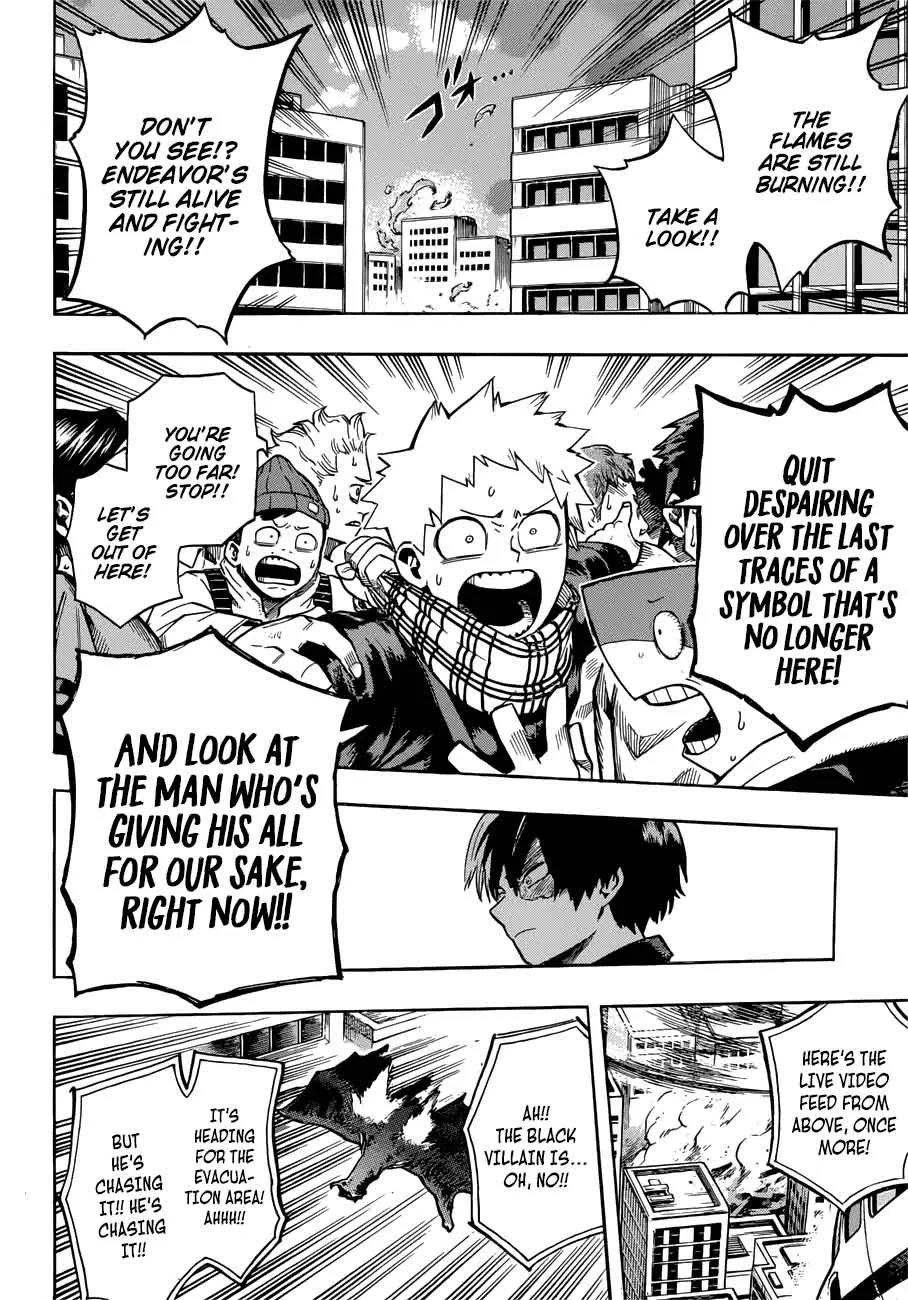 THE
FLAMES
ARE STILL
BURNING!!
TAKE A
LOOK!!
ブォ...
DON'T
YOU SEE!?
ENDEAVOR'S
STILL ALIVE
AND FIGHT-
ING!!
QUIT
DESPAIRING
OVER THE LAST
TRACES OF A
SYMBOL THAT'S
NO LONGER
HERE!
YOU'RE
GOING
TOO FAR!
STOP!!
LET'S
GET
OUT OF
HERE!
AND LOOK AT
THE MAN WHO'S
GIVING HIS ALL
FOR OUR SAKE,
RIGHT NOW!!
HERE'S THE
LIVE VIDEO
FEED FROM
ABOVE, ONCE
MORE!
AH!!
THE BLACK
VILLAIN IS...
OH, NO!!
IT'S
HEADING
FOR THE
EVACUA-
TION AREA!
AHHH!!
BUT
HE'S
CHASING
IT!! HE'S
CHASING
IT!!